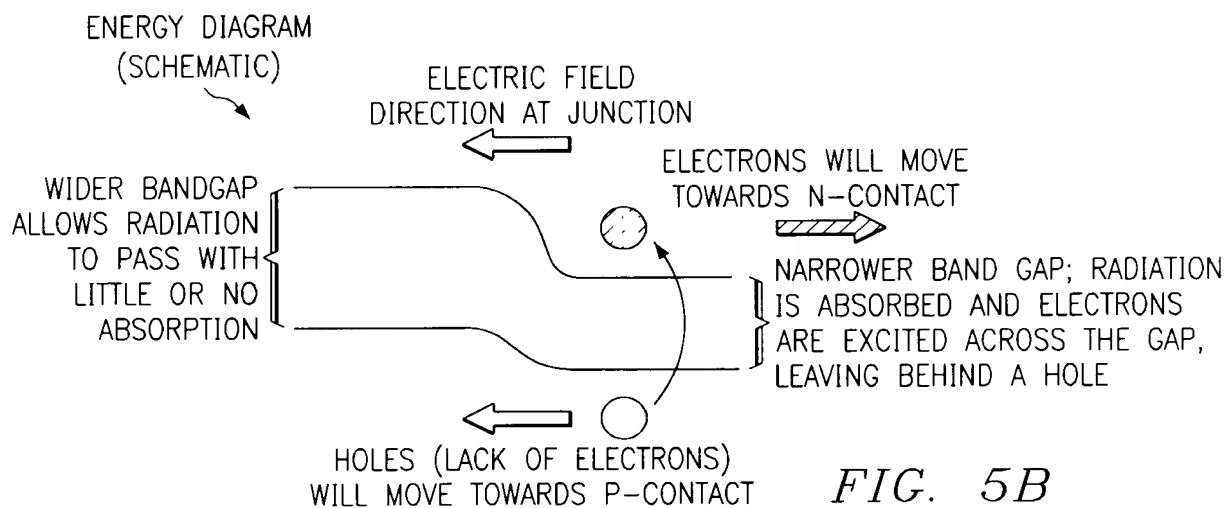 ENERGY DIAGRAM
(SCHEMATIC)
ELECTRIC FIELD
DIRECTION AT JUNCTION
ELECTRONS WILL MOVE
TOWARDS N-CONTACT
WIDER BANDGAP
ALLOWS RADIATION
TO PASS WITH
LITTLE OR NO
ABSORPTION
NARROWER BAND GAP; RADIATION
IS ABSORBED AND ELECTRONS
ARE EXCITED ACROSS THE GAP,
LEAVING BEHIND A HOLE
HOLES (LACK OF ELECTRONS)
WILL MOVE TOWARDS P-CONTACT
FIG. 5B